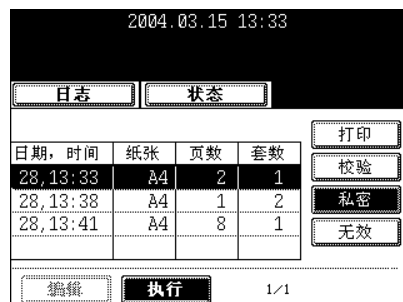 2004.03.15 13:33
日志 状态
打印
日期, 时间 纸张 页数 套数
校验
28,13:33 A4 2 1
私密
28,13:38 A4 1 2
28,13:41 A4 8 1
无效
编辑 执行 1/1